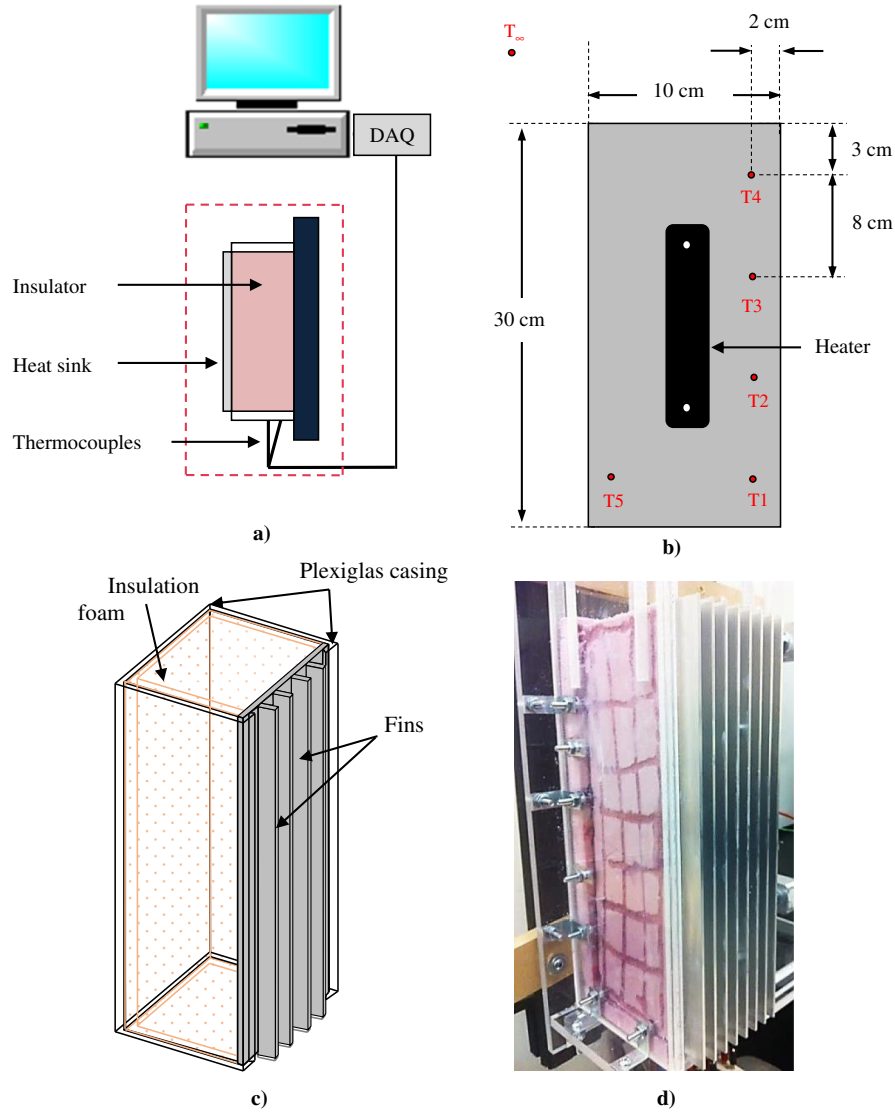 DAQ
Insulator
Heat sink
Thermocouples
a)
T∞
2 cm
10 cm
3 cm
T4
8 cm
T3
30 cm
Heater
T2
T5
T1
b)
Plexiglas casing
Insulation
foam
Fins
c)
d)